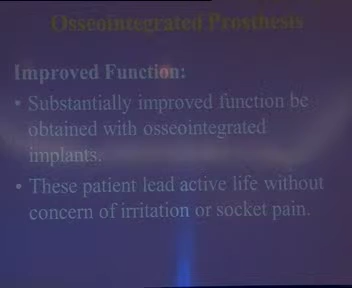 Osseointegrated Prosthesis
Improved Function:
• Substantially improved function be
obtained with osseointegrated
implants.
• These patient lead active life without
concern of irritation or socket pain.